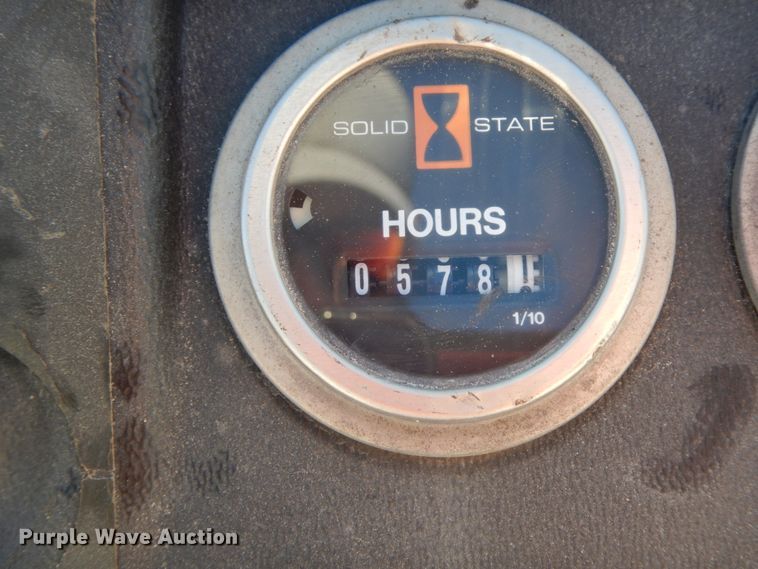 SOLID STATE
HOURS
0578
1/10
Purple Wave Auction®